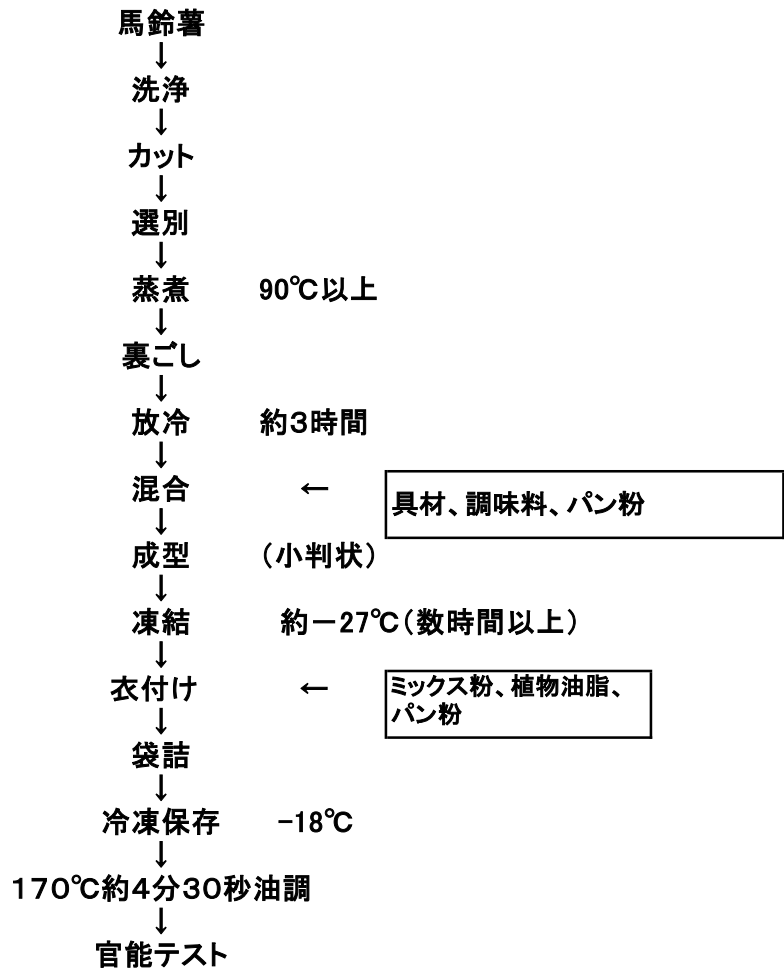 馬鈴薯
↓
洗浄
↓
カット
↓
選別
↓
蒸煮 90℃以上
↓
裏ごし
↓
放冷 約3時間
↓
混合 ← 具材、調味料、パン粉
↓
成型 (小判状)
↓
凍結 約－27℃(数時間以上)
↓
衣付け ← ミックス粉、植物油脂、
パン粉
↓
袋詰
↓
冷凍保存 -18℃
↓
170℃約4分30秒油調
↓
官能テスト